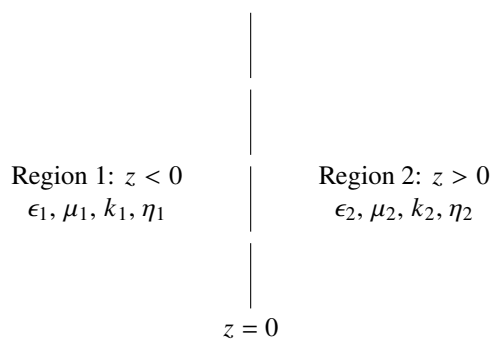 Region 1: z < 0
ϵ₁, μ₁, k₁, η₁
Region 2: z > 0
ϵ₂, μ₂, k₂, η₂
z = 0